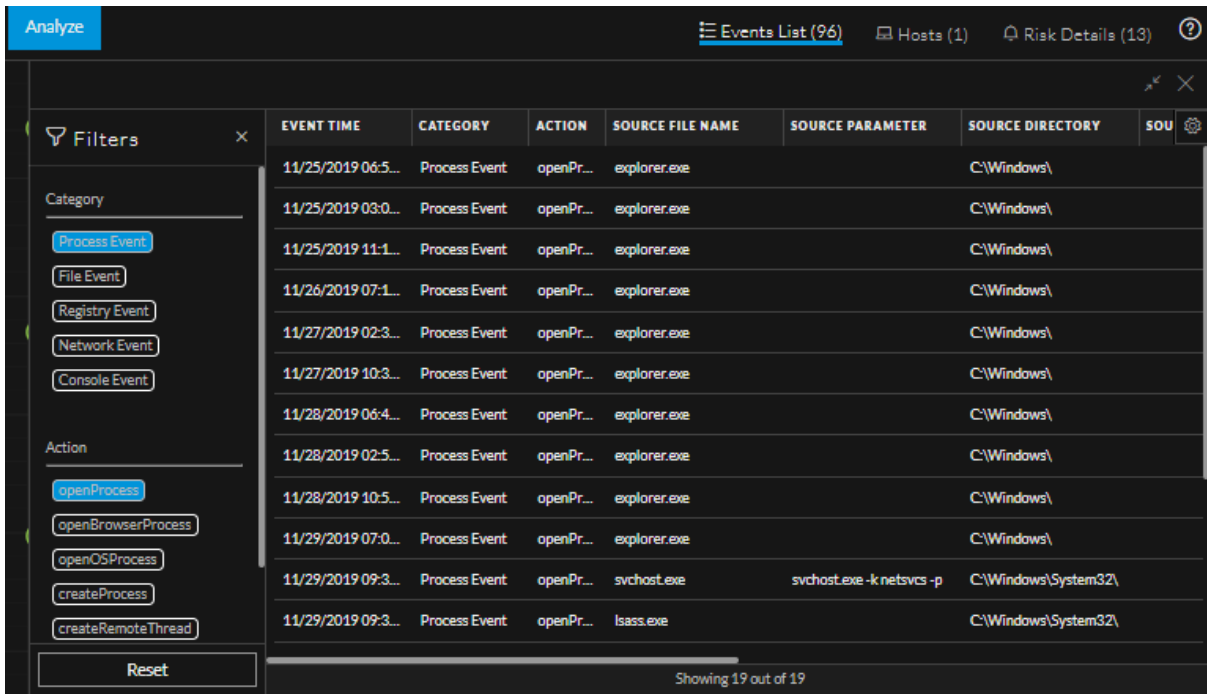 Analyze
Events List (96)
Hosts (1)
Risk Details (13)
Filters
Category
Process Event
File Event
Registry Event
Network Event
Console Event
Action
openProcess
openBrowserProcess
openOSProcess
createProcess
createRemoteThread
Reset
EVENT TIME CATEGORY ACTION SOURCE FILE NAME SOURCE PARAMETER SOURCE DIRECTORY SOU
11/25/2019 06:5... Process Event openPr... explorer.exe C:\Windows\
11/25/2019 03:0... Process Event openPr... explorer.exe C:\Windows\
11/25/2019 11:1... Process Event openPr... explorer.exe C:\Windows\
11/26/2019 07:1... Process Event openPr... explorer.exe C:\Windows\
11/27/2019 02:3... Process Event openPr... explorer.exe C:\Windows\
11/27/2019 10:3... Process Event openPr... explorer.exe C:\Windows\
11/28/2019 06:4... Process Event openPr... explorer.exe C:\Windows\
11/28/2019 02:5... Process Event openPr... explorer.exe C:\Windows\
11/28/2019 10:5... Process Event openPr... explorer.exe C:\Windows\
11/29/2019 07:0... Process Event openPr... explorer.exe C:\Windows\
11/29/2019 09:3... Process Event openPr... svchost.exe svchost.exe -k netsvcs -p C:\Windows\System32\
11/29/2019 09:3... Process Event openPr... lsass.exe C:\Windows\System32\
Showing 19 out of 19